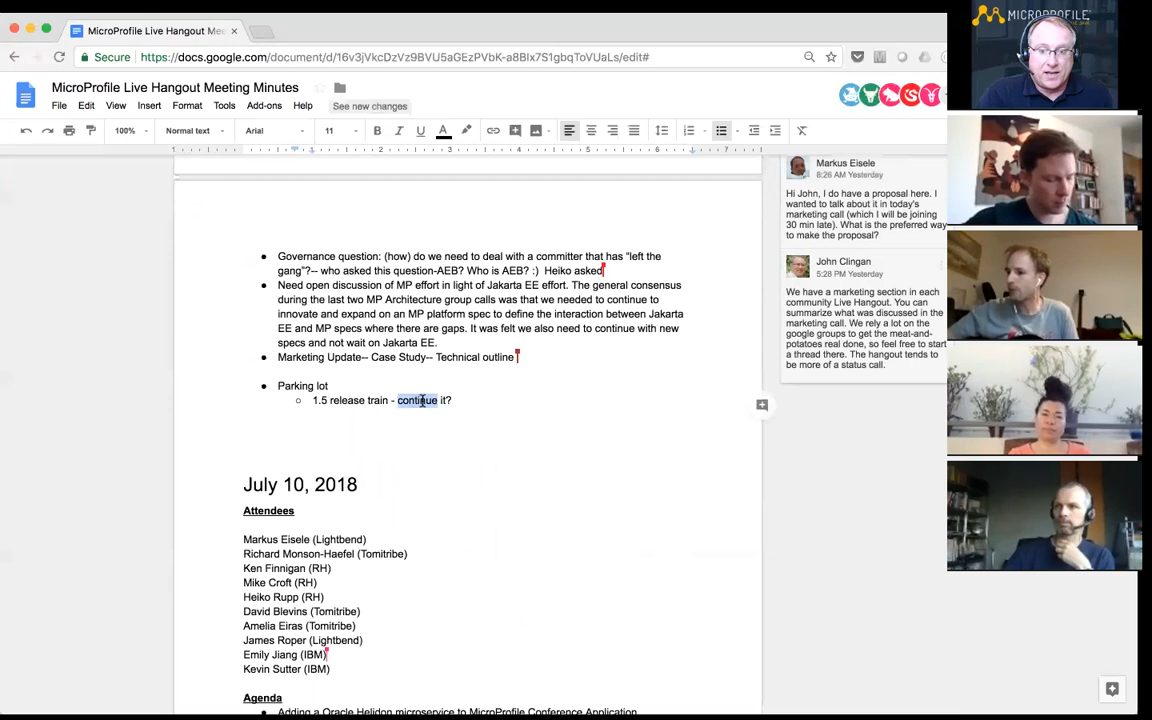 MicroProfile Live Hangout Mee
Secure
https://docs.google.com/document/d/16v3jVkcDzVz9BVU5aGEzPVbK-a8Blx7S1gbqToVUaLs/edit#
MicroProfile Live Hangout Meeting Minutes
File Edit View Insert Format Tools Add-ons Help See new changes
100% Normal text Arial 11 B I U A
1 1 2 3 4 5 6 7
MICROPROFILE
Governance question: (how) do we need to deal with a committer that has "left the
gang"?-- who asked this question-AEB? Who is AEB? :) Heiko asked
Need open discussion of MP effort in light of Jakarta EE effort. The general consensus
during the last two MP Architecture group calls was that we needed to continue to
innovate and expand on an MP platform spec to define the interaction between Jakarta
EE and MP specs where there are gaps. It was felt we also need to continue with new
specs and not wait on Jakarta EE.
Marketing Update-- Case Study-- Technical outline
Parking lot
1.5 release train - continue it?
July 10, 2018
Attendees
Markus Eisele (Lightbend)
Richard Monson-Haefel (Tomitribe)
Ken Finnigan (RH)
Mike Croft (RH)
Heiko Rupp (RH)
David Blevins (Tomitribe)
Amelia Eiras (Tomitribe)
James Roper (Lightbend)
Emily Jiang (IBM)
Kevin Sutter (IBM)
Agenda
Adding a Oracle Helidon microservice to MicroProfile Conference Application
Markus Eisele
8:26 AM Yesterday
Hi John, I do have a proposal here. I
wanted to talk about it in today's
marketing call (which I will be joining
30 min late). What is the preferred way
to make the proposal?
John Clingan
5:28 PM Yesterday
We have a marketing section in each
community Live Hangout. You can
summarize what was discussed in the
marketing call. We rely a lot on the
google groups to get the meat-and-
potatoes real done, so feel free to start
a thread there. The hangout tends to
be more of a status call.